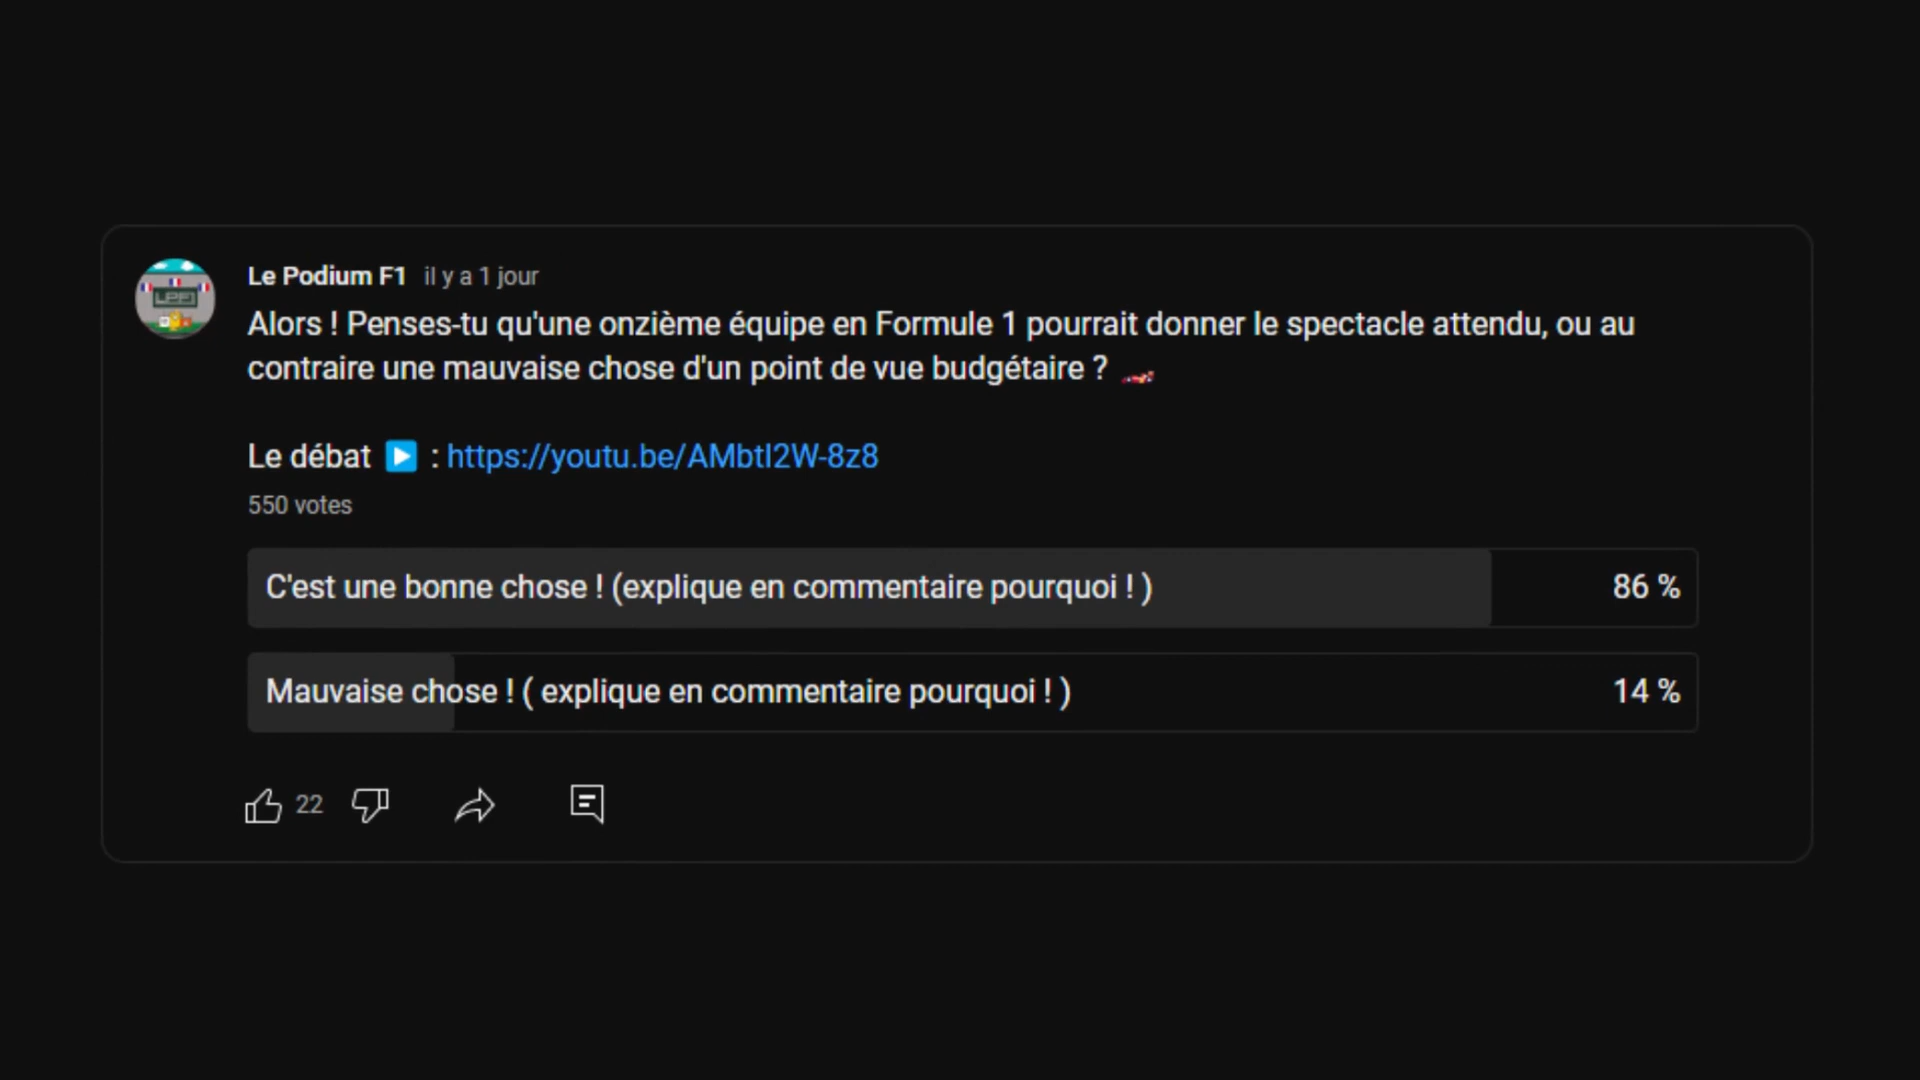 Le Podium F1 il y a 1 jour
Alors ! Penses-tu qu'une onzième équipe en Formule 1 pourrait donner le spectacle attendu, ou au
contraire une mauvaise chose d'un point de vue budgétaire ?
Le débat ▶️ : https://youtu.be/AMbtI2W-8z8
550 votes
C'est une bonne chose ! (explique en commentaire pourquoi ! )
86 %
Mauvaise chose ! ( explique en commentaire pourquoi ! )
14 %
22